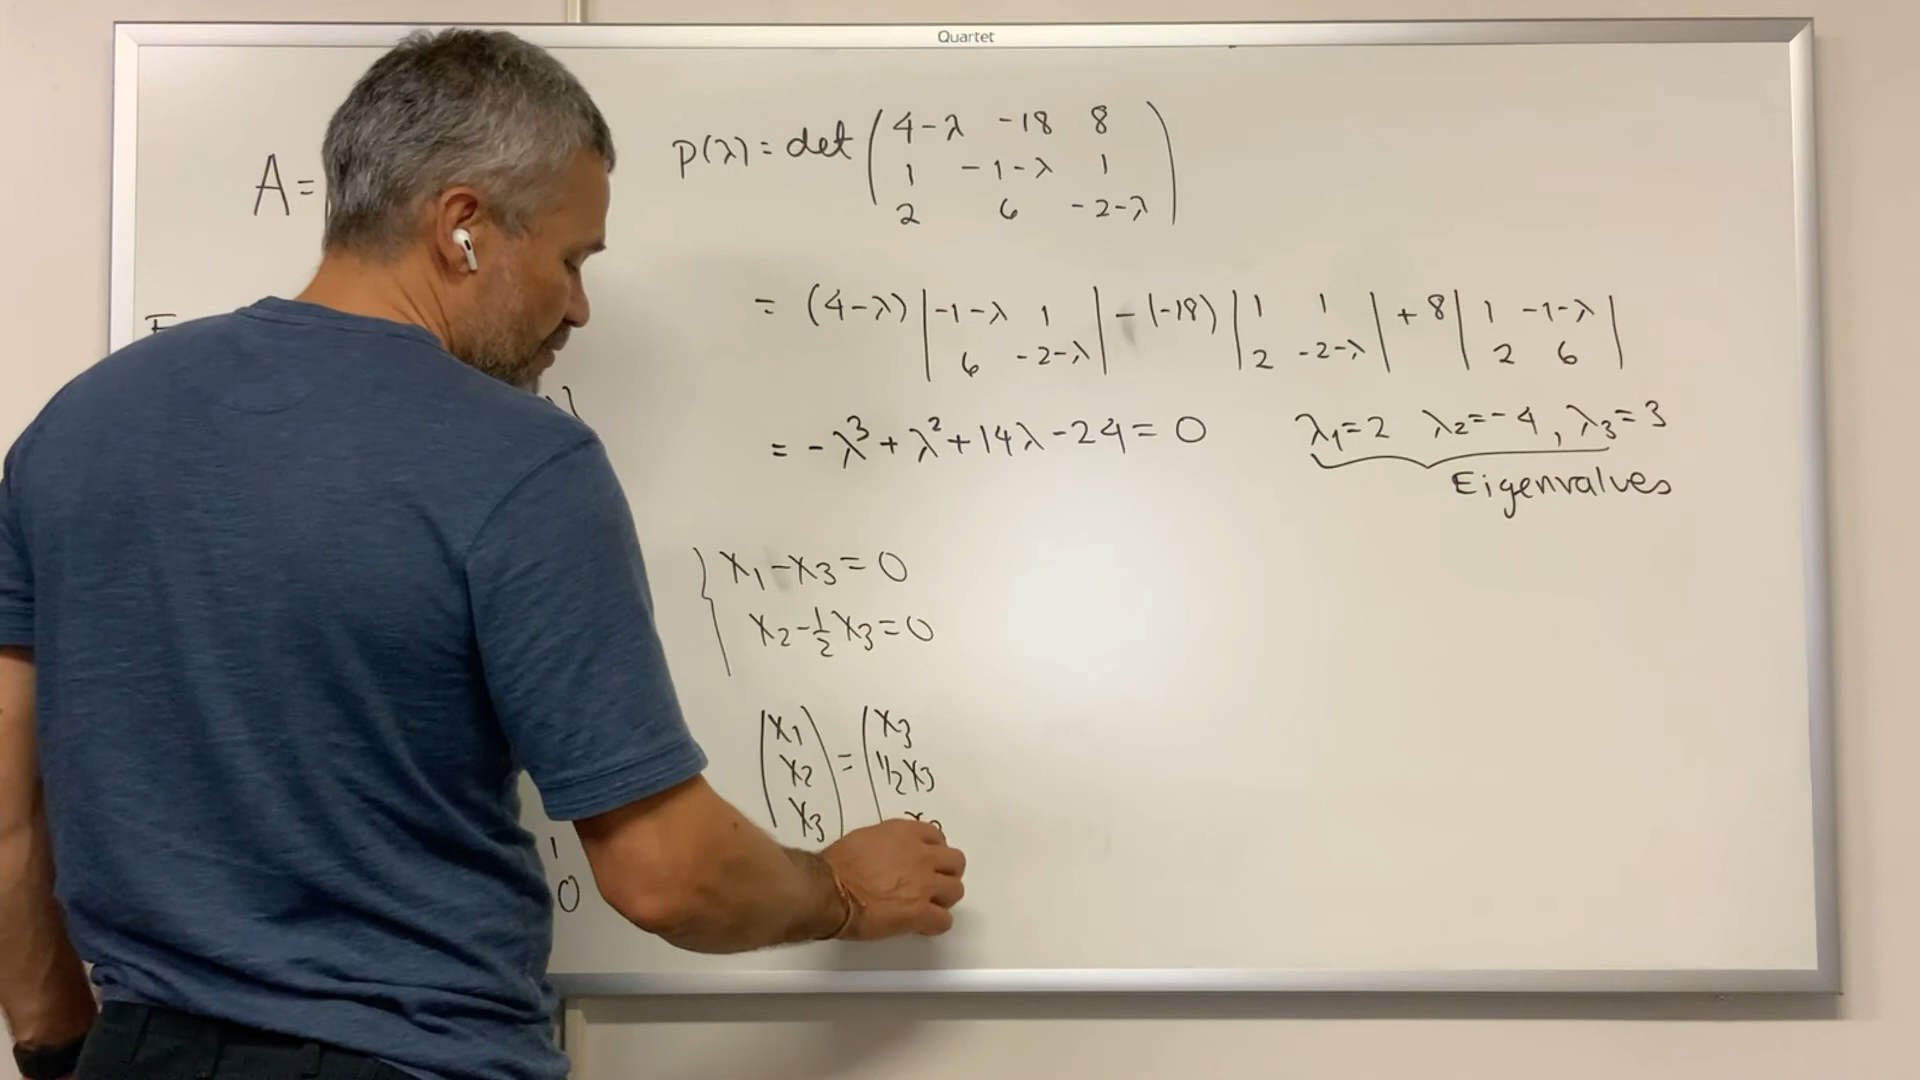 Quartet
A=
p(λ) = det ( 4-λ -18 8
1 -1-λ 1
2 6 -2-λ )
= (4-λ) | -1-λ 1 | - (-18) | 1 1 | + 8 | 1 -1-λ |
6 -2-λ 2 -2-λ 2 6
= -λ³ + λ² + 14λ - 24 = 0 λ₁=2 λ₂=-4, λ₃=3
Eigenvalues
x₁-x₃=0
x₂-½x₃=0
( x₁ ) = ( x₃
x₂ ½x₃
x₃
1
0